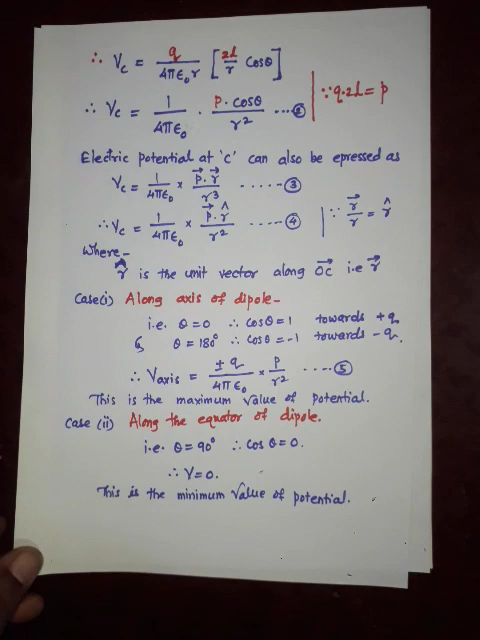 ∴ Vc = q/4πε₀r [2l/r cosθ]
∴ Vc = 1/4πε₀ · p·cosθ/r² ....② | ∵ q·2l = p
Electric potential at 'c' can also be epressed as
Vc = 1/4πε₀ × p⃗·r⃗/r³ .....③
∴ Vc = 1/4πε₀ × p⃗·r̂/r² .....④ | ∵ r⃗/r = r̂
Where-
r̂ is the unit vector along OC⃗ i.e r⃗
Case(i) Along axis of dipole-
i.e. θ=0 ∴ cosθ=1 towards +q
& θ=180° ∴ cosθ=-1 towards -q.
∴ Vaxis = ±q/4πε₀ × p/r² ....⑤
This is the maximum value of potential.
Case (ii) Along the equator of dipole.
i.e. θ=90° ∴ cos θ=0.
∴ V=0.
This is the minimum value of potential.